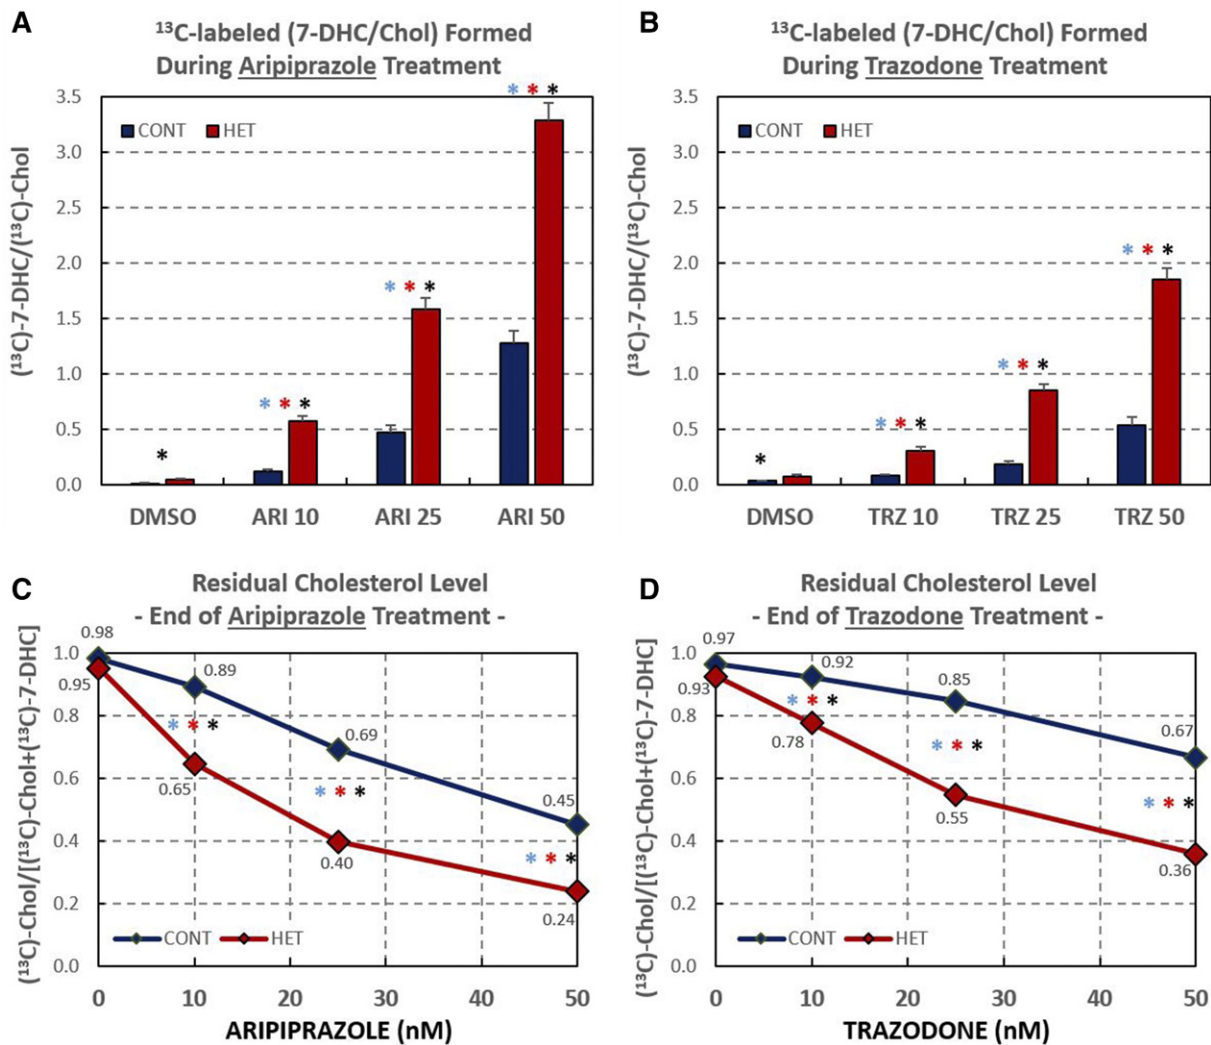 A
¹³C-labeled (7-DHC/Chol) Formed
During Aripiprazole Treatment
(¹³C)-7-DHC/(¹³C)-Chol
3.5
3.0
2.5
2.0
1.5
1.0
0.5
0.0
CONT HET
* * *
* * *
* * *
*
DMSO ARI 10 ARI 25 ARI 50
B
¹³C-labeled (7-DHC/Chol) Formed
During Trazodone Treatment
(¹³C)-7-DHC/(¹³C)-Chol
3.5
3.0
2.5
2.0
1.5
1.0
0.5
0.0
CONT HET
* * *
* * *
* * *
*
DMSO TRZ 10 TRZ 25 TRZ 50
C
Residual Cholesterol Level
- End of Aripiprazole Treatment -
(¹³C)-Chol/[(¹³C)-Chol+(¹³C)-7-DHC]
1.0
0.8
0.6
0.4
0.2
0.0
0.98
0.89
0.69
0.45
0.95
0.65
0.40
0.24
* * *
* * *
* * *
CONT HET
0 10 20 30 40 50
ARIPIPRAZOLE (nM)
D
Residual Cholesterol Level
- End of Trazodone Treatment -
(¹³C)-Chol/[(¹³C)-Chol+(¹³C)-7-DHC]
1.0
0.8
0.6
0.4
0.2
0.0
0.97
0.92
0.85
0.67
0.93
0.78
0.55
0.36
* * *
* * *
* * *
CONT HET
0 10 20 30 40 50
TRAZODONE (nM)